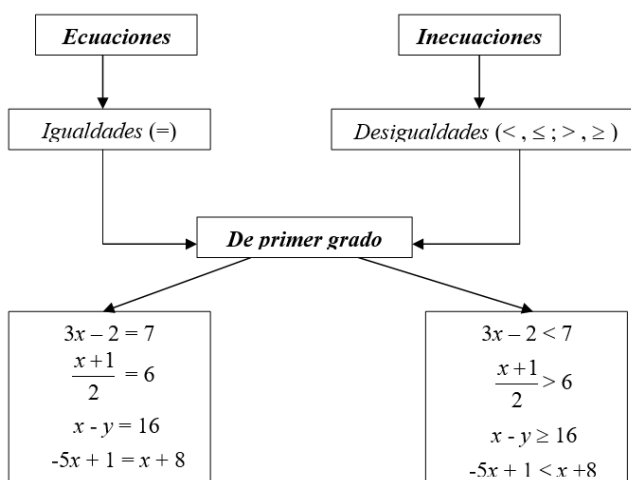 Ecuaciones
Inecuaciones
Igualdades (=)
Desigualdades (< , ≤ ; > , ≥ )
De primer grado
3x – 2 = 7
x + 1
2
= 6
x - y = 16
-5x + 1 = x + 8
3x – 2 < 7
x + 1
2
> 6
x - y ≥ 16
-5x + 1 < x +8